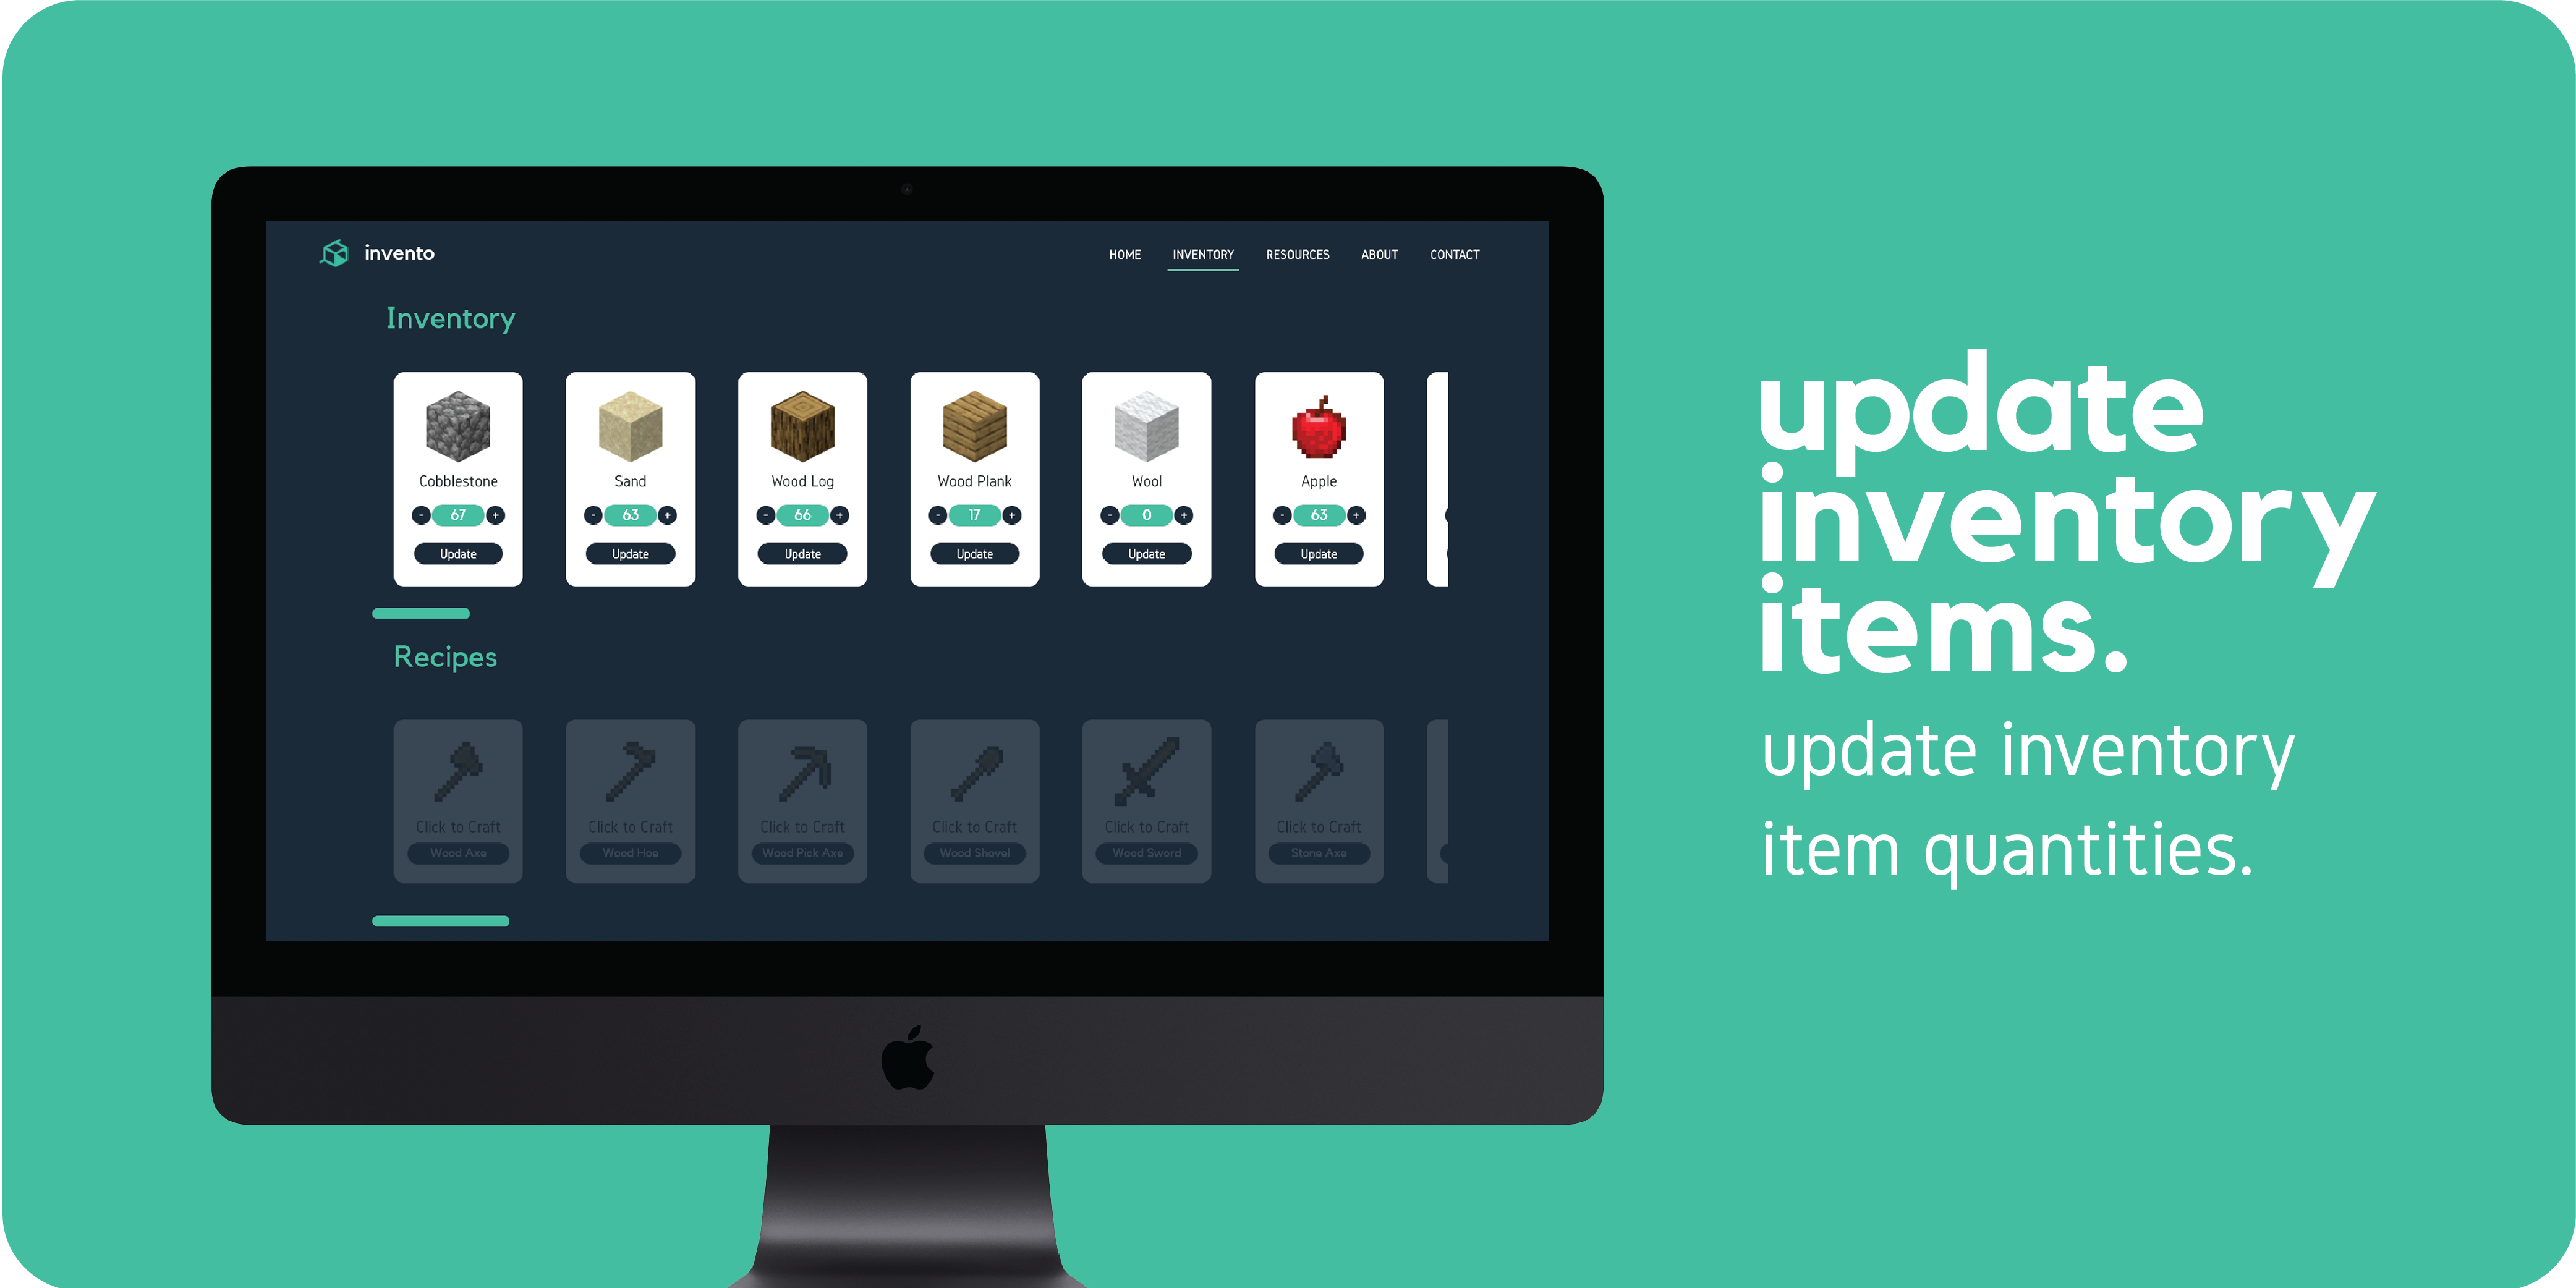 invento
HOME INVENTORY RESOURCES ABOUT CONTACT
Inventory
Cobblestone Sand Wood Log Wood Plank Wool Apple
- 67 + - 63 + - 66 + - 17 + - 0 + - 63 +
Update Update Update Update Update Update
Recipes
Click to Craft Click to Craft Click to Craft Click to Craft Click to Craft Click to Craft
Wood Axe Wood Hoe Wood Pick Axe Wood Shovel Wood Sword Stone Axe
update
inventory
items.
update inventory
item quantities.